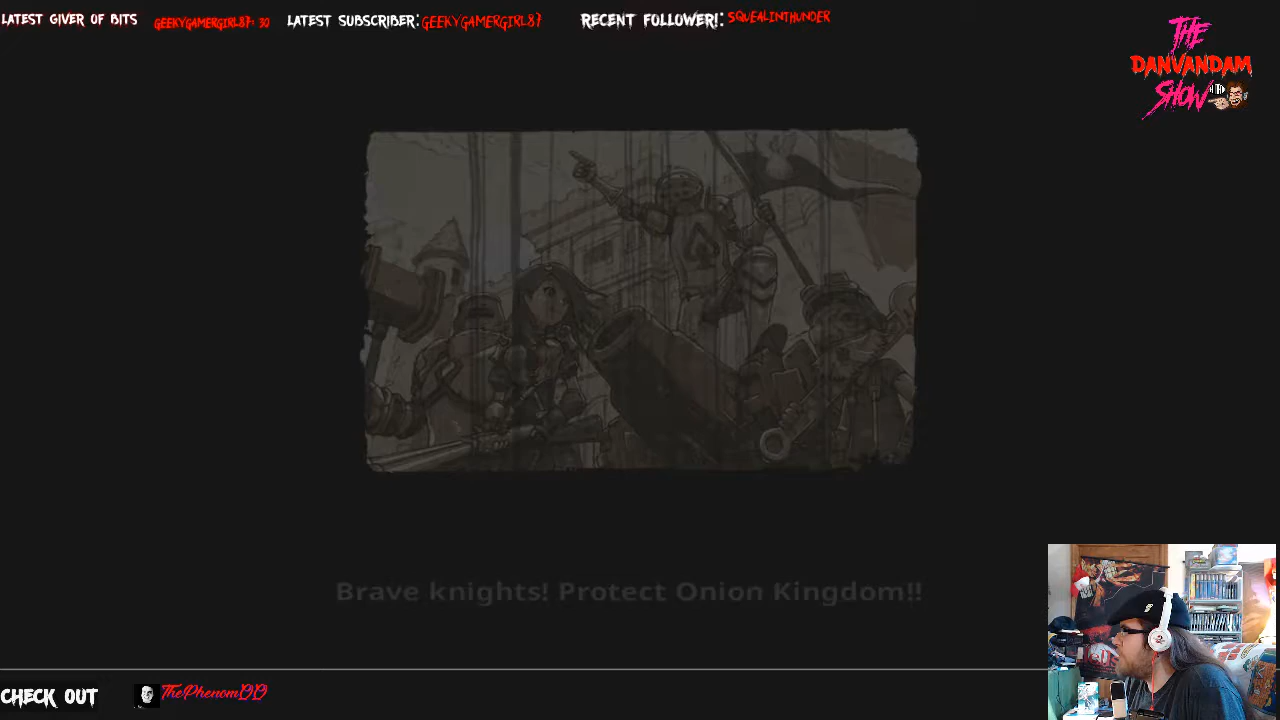 LATEST GIVER OF BITS GEEKYGAMERGIRL87: 30 LATEST SUBSCRIBER: GEEKYGAMERGIRL87 RECENT FOLLOWER!: SQUEALINTHUNDER
THE
DANVANDAM
SHOW
Brave knights! Protect Onion Kingdom!!
CHECK OUT ThePhenomDD